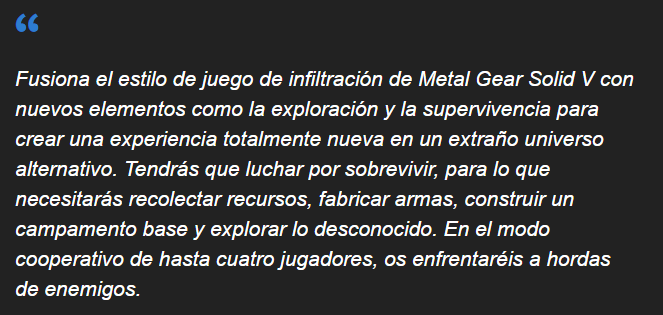 “
Fusiona el estilo de juego de infiltración de Metal Gear Solid V con
nuevos elementos como la exploración y la supervivencia para
crear una experiencia totalmente nueva en un extraño universo
alternativo. Tendrás que luchar por sobrevivir, para lo que
necesitarás recolectar recursos, fabricar armas, construir un
campamento base y explorar lo desconocido. En el modo
cooperativo de hasta cuatro jugadores, os enfrentaréis a hordas
de enemigos.